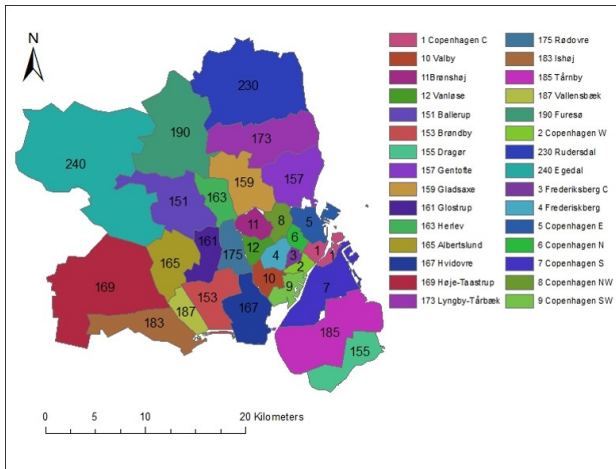 N
230
190
173
240
159
157
163
151
11
8
5
161
6
12
175
4
3
1
1
165
2
10
169
9
7
153
187
167
183
185
155
0 5 10 20 Kilometers
1 Copenhagen C
10 Valby
11Brønshøj
12 Vanløse
151 Ballerup
153 Brøndby
155 Dragør
157 Gentofte
159 Gladsaxe
161 Glostrup
163 Herlev
165 Albertslund
167 Hvidovre
169 Høje-Taastrup
173 Lyngby-Tårbæk
175 Rødovre
183 Ishøj
185 Tårnby
187 Vallensbæk
190 Furesø
2 Copenhagen W
230 Rudersdal
240 Egedal
3 Frederiksberg C
4 Frederiksberg
5 Copenhagen E
6 Copenhagen N
7 Copenhagen S
8 Copenhagen NW
9 Copenhagen SW